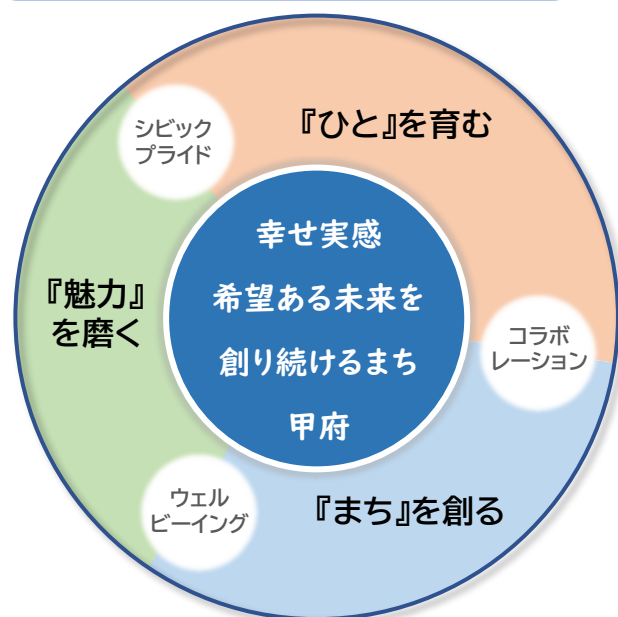 『ひと』を育む
シビック
プライド
幸せ実感
希望ある未来を
創り続けるまち
甲府
『魅力』
を磨く
コラボ
レーション
ウェル
ビーイング
『まち』を創る